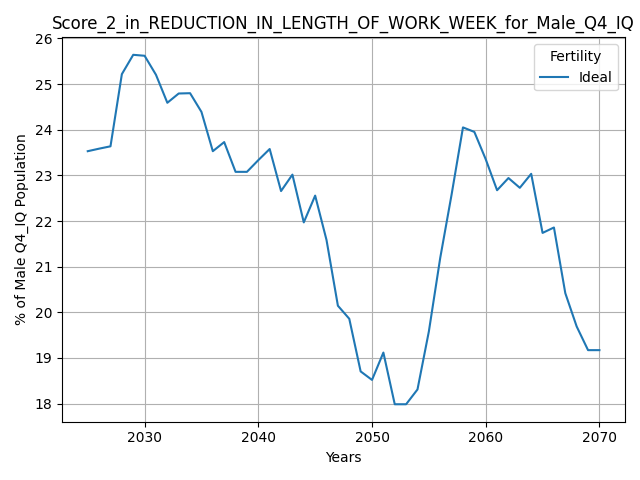 Score_2_in_REDUCTION_IN_LENGTH_OF_WORK_WEEK_for_Male_Q4_IQ
Fertility
Ideal
% of Male Q4_IQ Population
26
25
24
23
22
21
20
19
18
2030
2040
2050
2060
2070
Years